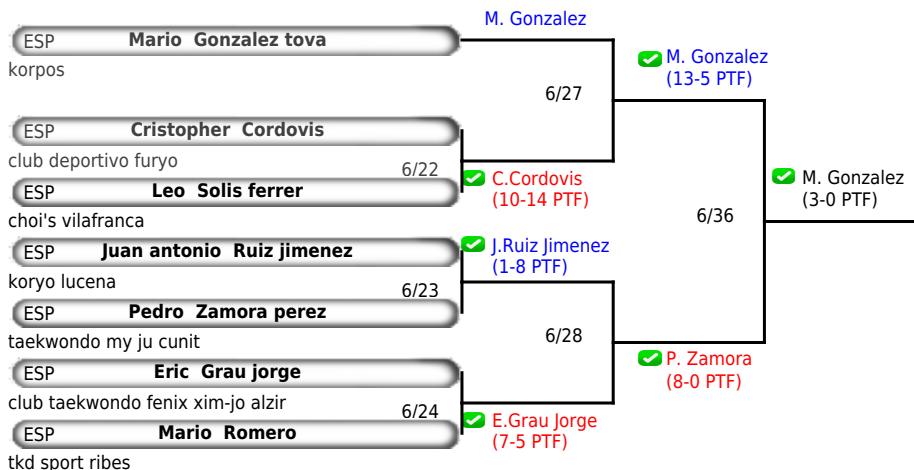 M. Gonzalez
ESP Mario Gonzalez tova
korpos
M. Gonzalez
(13-5 PTF)
6/27
ESP Cristopher Cordovis
club deportivo furyo
6/22
C.Cordovis
(10-14 PTF)
ESP Leo Solis ferrer
choi's vilafranca
M. Gonzalez
(3-0 PTF)
6/36
ESP Juan antonio Ruiz jimenez
koryo lucena
J.Ruiz Jimenez
(1-8 PTF)
6/23
ESP Pedro Zamora perez
taekwondo my ju cunit
6/28
P. Zamora
(8-0 PTF)
ESP Eric Grau jorge
club taekwondo fenix xim-jo alzir
6/24
E.Grau Jorge
(7-5 PTF)
ESP Mario Romero
tkd sport ribes